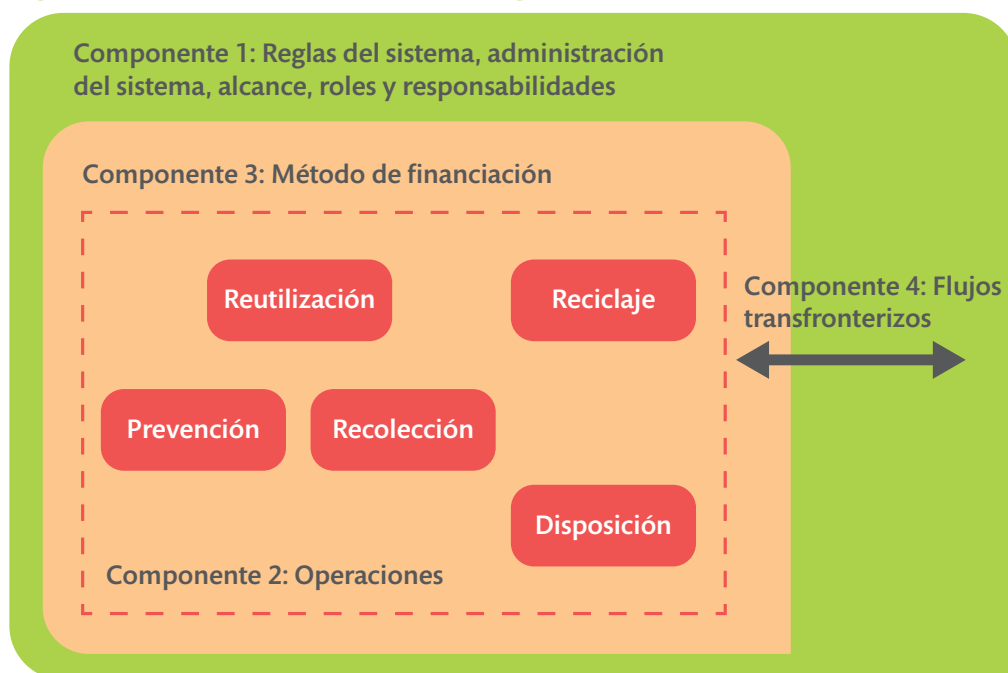 Componente 1: Reglas del sistema, administración
del sistema, alcance, roles y responsabilidades
Componente 3: Método de financiación
Reutilización
Reciclaje
Componente 4: Flujos
transfronterizos
Prevención
Recolección
Disposición
Componente 2: Operaciones